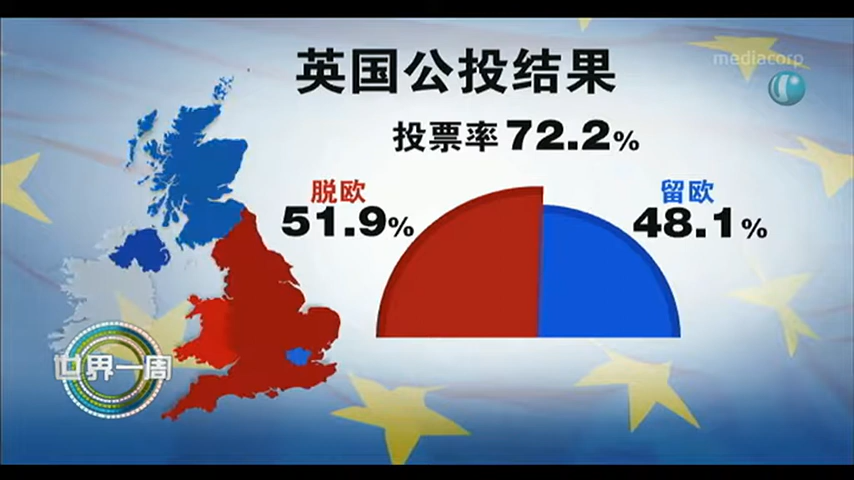 mediacorp
英国公投结果
投票率 72.2%
脱欧
51.9%
留欧
48.1%
世界一周